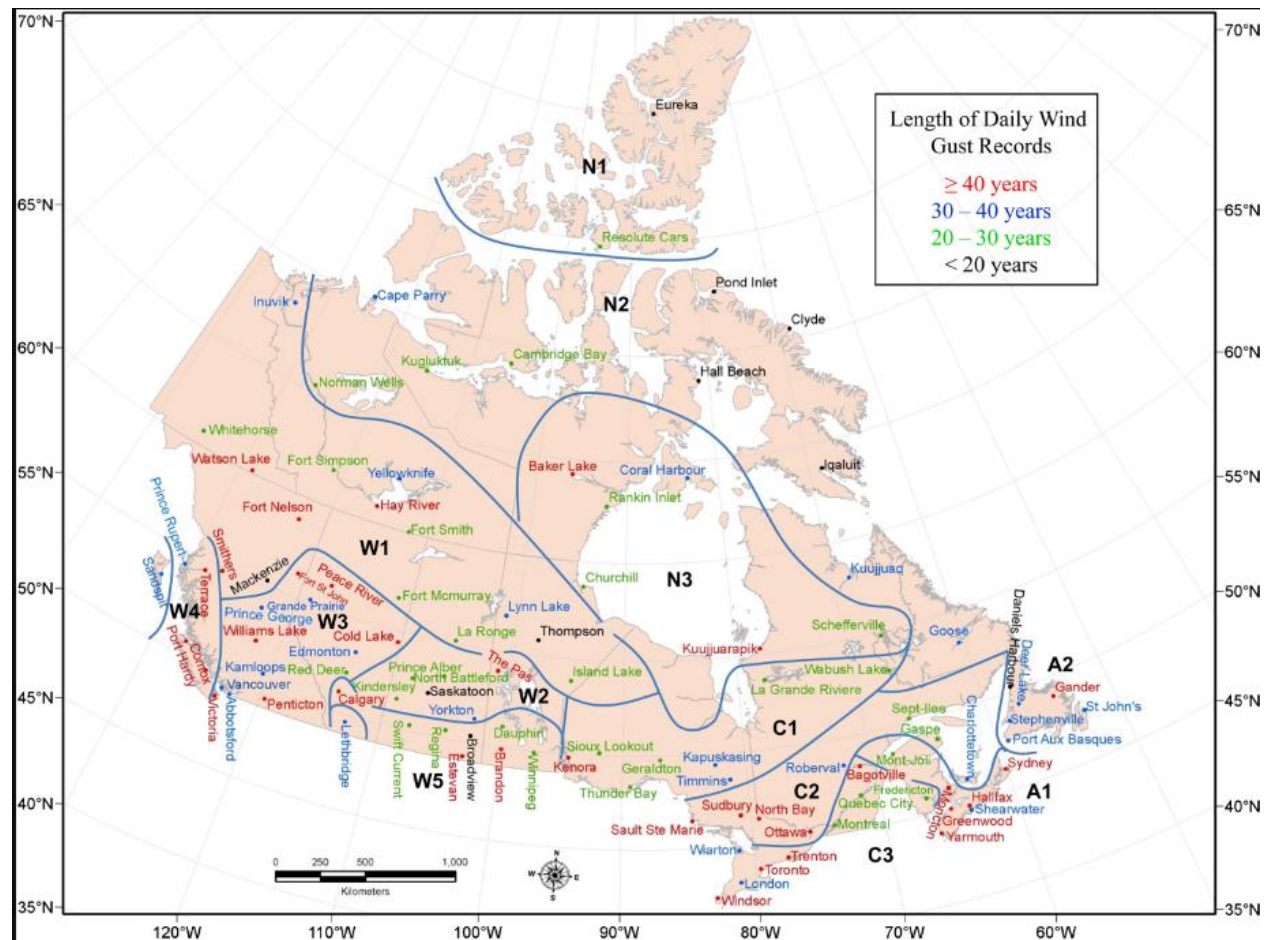 70°N
70°N
Eureka
Length of Daily Wind
Gust Records
≥ 40 years
30 – 40 years
20 – 30 years
< 20 years
N1
65°N
65°N
Resolute Cars
Pond Inlet
Inuvik
Cape Parry
N2
Clyde
60°N
60°N
Kugluktuk
Cambridge Bay
Hall Beach
Norman Wells
Whitehorse
Watson Lake
Fort Simpson
Yellowknife
Baker Lake
Coral Harbour
Iqaluit
55°N
55°N
Rankin Inlet
Fort Nelson
Hay River
Prince Rupert
Fort Smith
W1
Smithers
Sandspit
Terrace
Mackenzie
Fort St John
Peace River
Churchill
N3
Kuujjuaq
50°N
50°N
W4
Prince George
Grande Prairie
W3
Fort Mcmurray
Lynn Lake
Schefferville
Goose
Daniels Harbour
Deer Lake
Port Hardy
Comox
Williams Lake
Cold Lake
La Ronge
Thompson
Kuujjuarapik
A2
Edmonton
Wabush Lake
Gander
Kamloops
Red Deer
Prince Alber
North Battleford
The Pas
Island Lake
La Grande Riviere
St John's
45°N
45°N
Vancouver
Victoria
Abbotsford
Penticton
Calgary
Kindersley
Saskatoon
W2
C1
Sept-Iles
Gaspe
Charlottetown
Stephenville
Port Aux Basques
Lethbridge
Yorkton
Swift Current
Regina
Broadview
Dauphin
Sioux Lookout
Kapuskasing
Roberval
Mont-Joli
Sydney
W5
Estevan
Brandon
Winnipeg
Kenora
Geraldton
Timmins
Bagotville
C2
Fredericton
Moncton
A1
40°N
40°N
Thunder Bay
Quebec City
Halifax
Shearwater
Sudbury
North Bay
Greenwood
Sault Ste Marie
Ottawa
Montreal
Yarmouth
Wiarton
Trenton
C3
Toronto
London
Windsor
0 250 500 1,000
Kilometers
N
W E
S
35°N
35°N
120°W 110°W 100°W 90°W 80°W 70°W 60°W